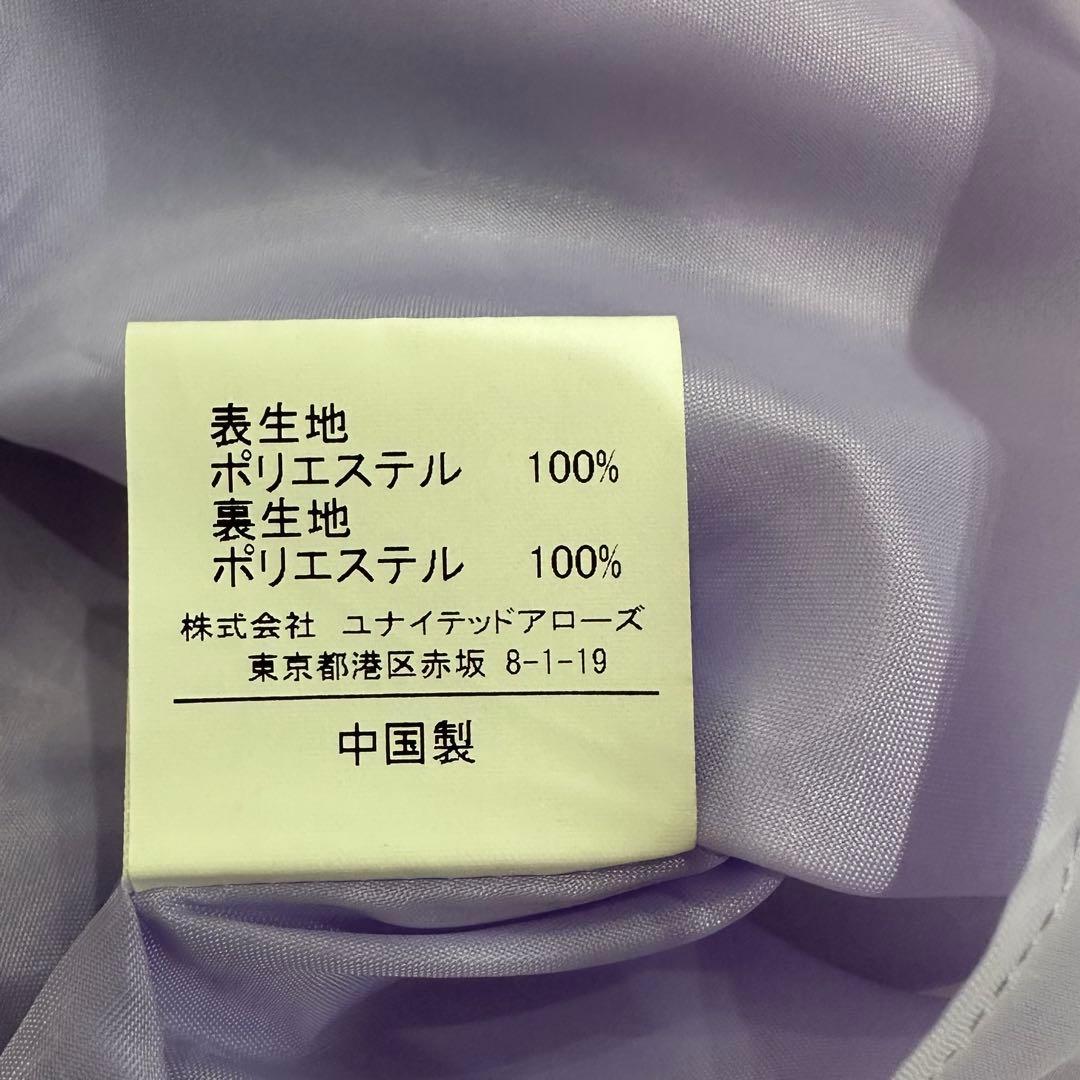 表生地
ポリエステル 100%
裏生地
ポリエステル 100%
株式会社 ユナイテッドアローズ
東京都港区赤坂 8-1-19
中国製